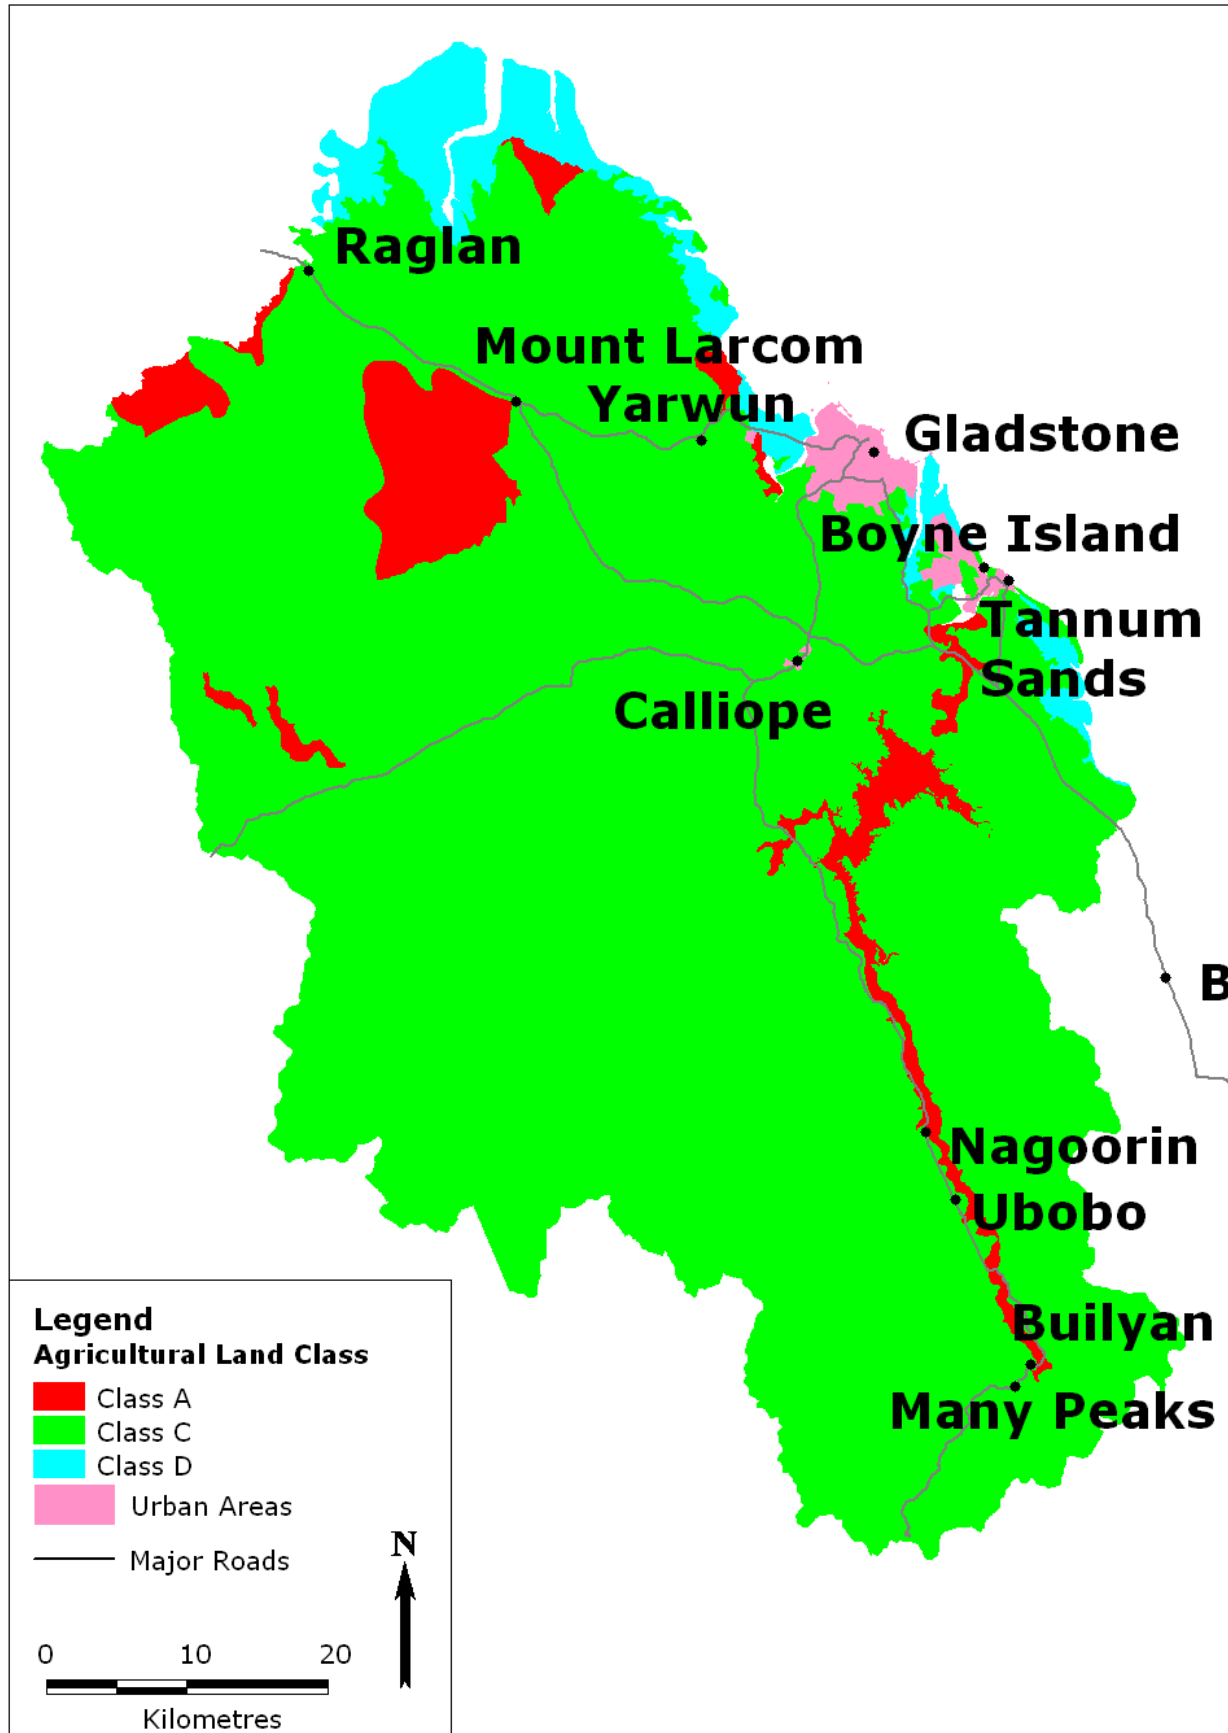 Raglan
Mount Larcom
Yarwun
Gladstone
Boyne Island
Tannum
Sands
Calliope
B
Nagoorin
Ubobo
Builyan
Many Peaks
Legend
Agricultural Land Class
Class A
Class C
Class D
Urban Areas
Major Roads
N
0 10 20
Kilometres